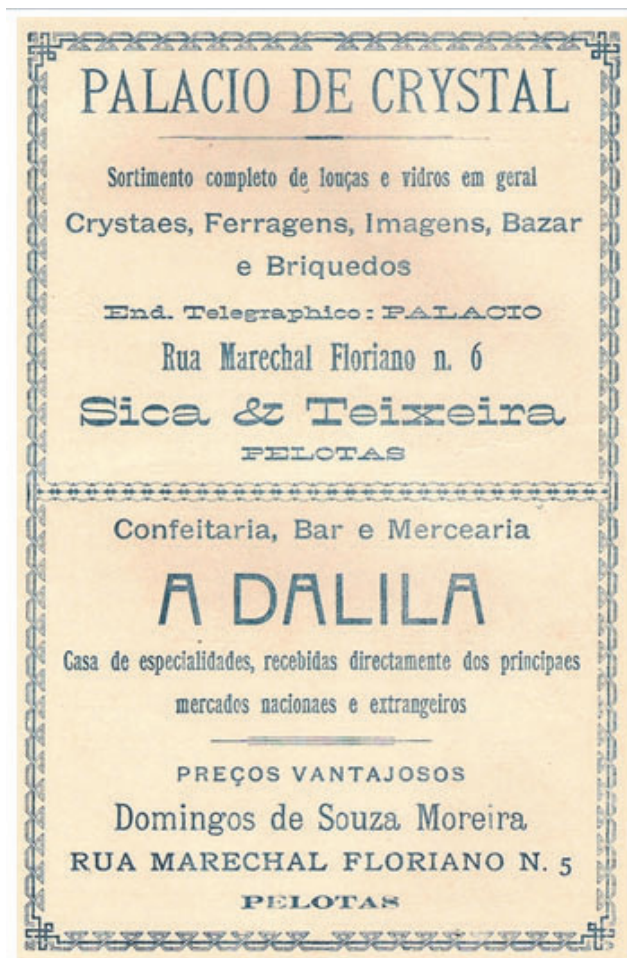 PALACIO DE CRYSTAL
Sortimento completo de louças e vidros em geral
Crystaes, Ferragens, Imagens, Bazar
e Briquedos
End. Telegraphico: PALACIO
Rua Marechal Floriano n. 6
Sica & Teixeira
PELOTAS
Confeitaria, Bar e Mercearia
A DALILA
Casa de especialidades, recebidas directamente dos principaes
mercados nacionaes e extrangeiros
PREÇOS VANTAJOSOS
Domingos de Souza Moreira
RUA MARECHAL FLORIANO N. 5
PELOTAS